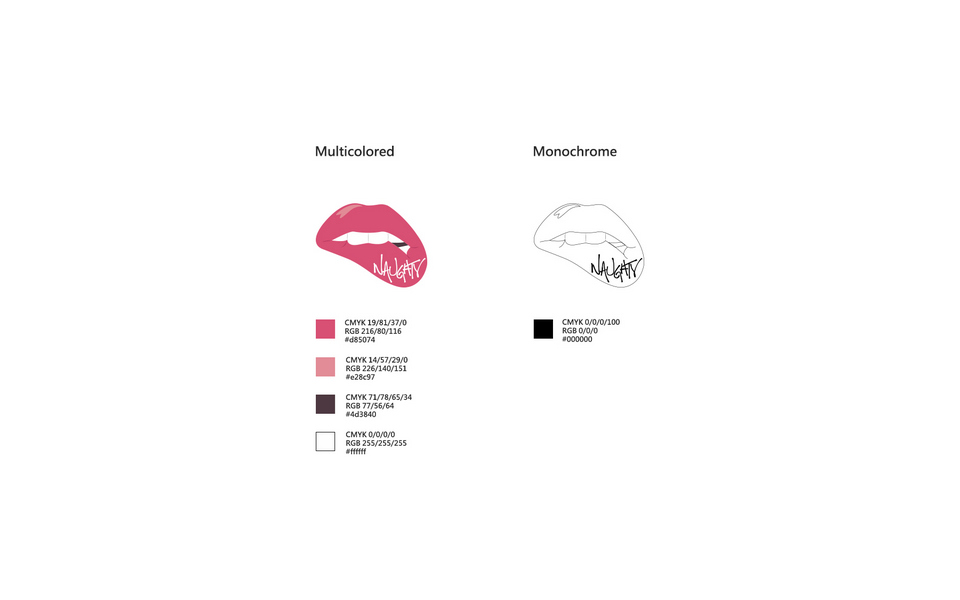 Multicolored
NAUGHTY
CMYK 19/81/37/0
RGB 216/80/116
#d85074
CMYK 14/57/29/0
RGB 226/140/151
#e28c97
CMYK 71/78/65/34
RGB 77/56/64
#4d3840
CMYK 0/0/0/0
RGB 255/255/255
#ffffff
Monochrome
NAUGHTY
CMYK 0/0/0/100
RGB 0/0/0
#000000